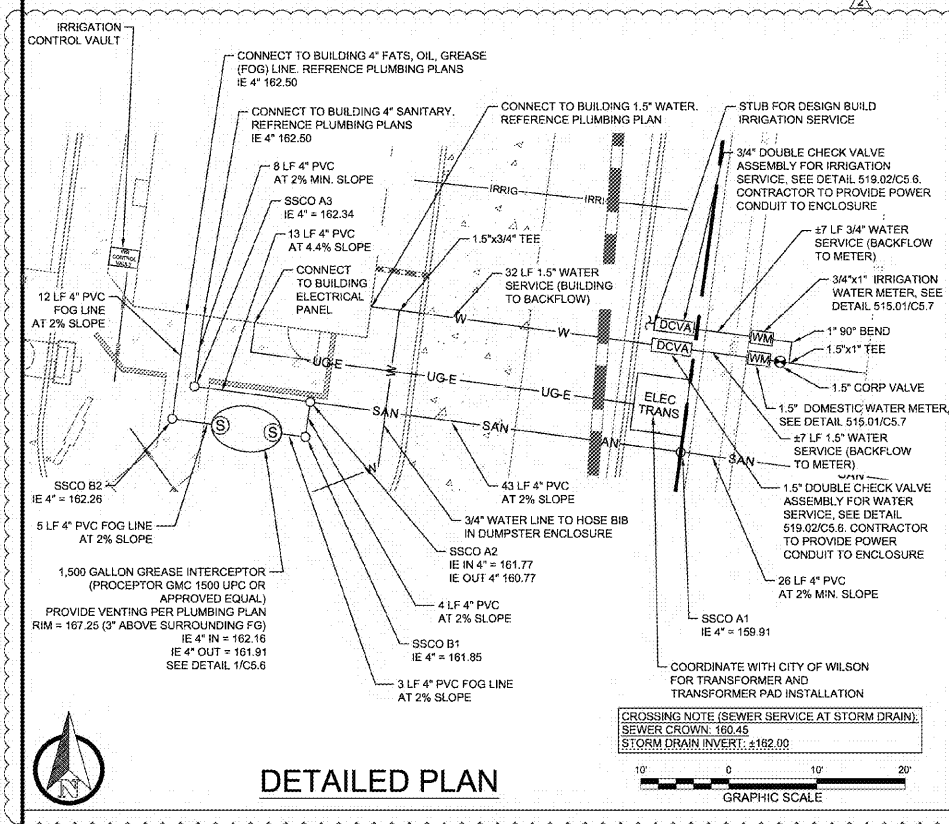 2
IRRIGATION
CONTROL VAULT
CONNECT TO BUILDING 4" FATS, OIL, GREASE
(FOG) LINE. REFRENCE PLUMBING PLANS
IE 4" 162.50
CONNECT TO BUILDING 4" SANITARY.
REFRENCE PLUMBING PLANS
IE 4" 162.50
8 LF 4" PVC
AT 2% MIN. SLOPE
SSCO A3
IE 4" = 162.34
13 LF 4" PVC
AT 4.4% SLOPE
CONNECT
TO BUILDING
ELECTRICAL
PANEL
CONNECT TO BUILDING 1.5" WATER.
REFERENCE PLUMBING PLAN
1.5"x3/4" TEE
32 LF 1.5" WATER
SERVICE (BUILDING
TO BACKFLOW)
STUB FOR DESIGN BUILD
IRRIGATION SERVICE
3/4" DOUBLE CHECK VALVE
ASSEMBLY FOR IRRIGATION
SERVICE, SEE DETAIL 519.02/C5.6.
CONTRACTOR TO PROVIDE POWER
CONDUIT TO ENCLOSURE
±7 LF 3/4" WATER
SERVICE (BACKFLOW
TO METER)
3/4"x1" IRRIGATION
WATER METER, SEE
DETAIL 515.01/C5.7
1" 90° BEND
1.5"x1" TEE
1.5" CORP VALVE
1.5" DOMESTIC WATER METER,
SEE DETAIL 515.01/C5.7
±7 LF 1.5" WATER
SERVICE (BACKFLOW
TO METER)
1.5" DOUBLE CHECK VALVE
ASSEMBLY FOR WATER
SERVICE, SEE DETAIL
519.02/C5.6. CONTRACTOR
TO PROVIDE POWER
CONDUIT TO ENCLOSURE
26 LF 4" PVC
AT 2% MIN. SLOPE
SSCO A1
IE 4" = 159.91
COORDINATE WITH CITY OF WILSON
FOR TRANSFORMER AND
TRANSFORMER PAD INSTALLATION
IRRIG
IRRI
W
W
W
W
DCVA
DCVA
WM
WM
UG-E
UG-E
UG-E
ELEC
TRANS
SAN
SAN
AN
SAN
CONTROL
VAULT
12 LF 4" PVC
FOG LINE
AT 2% SLOPE
S
S
SSCO B2
IE 4" = 162.26
5 LF 4" PVC FOG LINE
AT 2% SLOPE
1,500 GALLON GREASE INTERCEPTOR
(PROCEPTOR GMC 1500 UPC OR
APPROVED EQUAL)
PROVIDE VENTING PER PLUMBING PLAN
RIM = 167.25 (3" ABOVE SURROUNDING FG)
IE 4" IN = 162.16
IE 4" OUT = 161.91
SEE DETAIL 1/C5.6
43 LF 4" PVC
AT 2% SLOPE
3/4" WATER LINE TO HOSE BIB
IN DUMPSTER ENCLOSURE
SSCO A2
IE IN 4" = 161.77
IE OUT 4" 160.77
4 LF 4" PVC
AT 2% SLOPE
SSCO B1
IE 4" = 161.85
3 LF 4" PVC FOG LINE
AT 2% SLOPE
CROSSING NOTE (SEWER SERVICE AT STORM DRAIN):
SEWER CROWN: 160.45
STORM DRAIN INVERT: ±162.00
N
DETAILED PLAN
10' 0 10' 20'
GRAPHIC SCALE